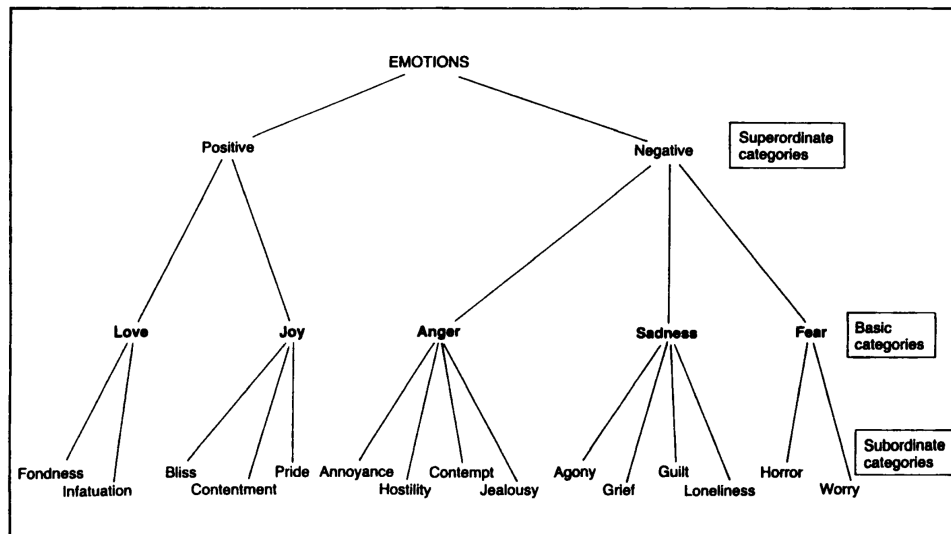 EMOTIONS
Positive
Negative
Superordinate
categories
Love
Joy
Anger
Sadness
Fear
Basic
categories
Fondness
Infatuation
Bliss
Contentment
Pride
Annoyance
Hostility
Contempt
Jealousy
Agony
Grief
Guilt
Loneliness
Horror
Worry
Subordinate
categories